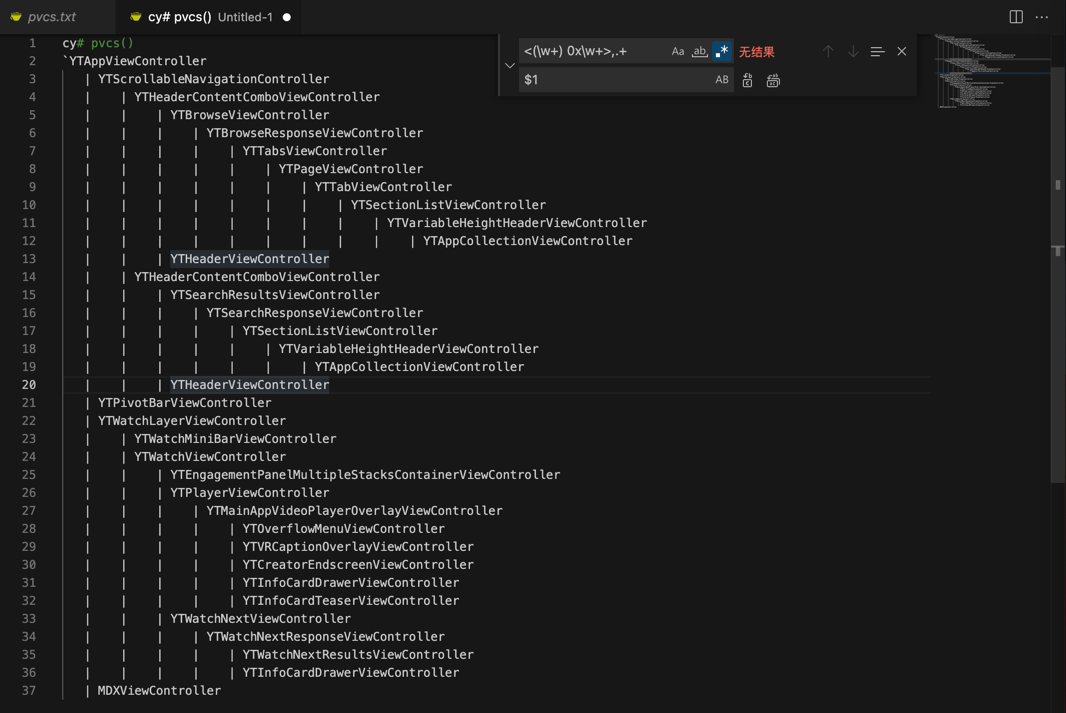 pvcs.txt
cy# pvcs() Untitled-1
<(\w+) 0x\w+>,.+ Aa ab .* 无结果
$1 AB
1 cy# pvcs()
2 `YTAppViewController
3 | YTScrollableNavigationController
4 | | YTHeaderContentComboViewController
5 | | | YTBrowseViewController
6 | | | | YTBrowseResponseViewController
7 | | | | | YTTabsViewController
8 | | | | | | YTPageViewController
9 | | | | | | | YTTabViewController
10 | | | | | | | | YTSectionListViewController
11 | | | | | | | | | YTVariableHeightHeaderViewController
12 | | | | | | | | | | YTAppCollectionViewController
13 | | | YTHeaderViewController
14 | | YTHeaderContentComboViewController
15 | | | YTSearchResultsViewController
16 | | | | YTSearchResponseViewController
17 | | | | | YTSectionListViewController
18 | | | | | | YTVariableHeightHeaderViewController
19 | | | | | | | YTAppCollectionViewController
20 | | | YTHeaderViewController
21 | YTPivotBarViewController
22 | YTWatchLayerViewController
23 | | YTWatchMiniBarViewController
24 | | YTWatchViewController
25 | | | YTEngagementPanelMultipleStacksContainerViewController
26 | | | YTPlayerViewController
27 | | | | YTMainAppVideoPlayerOverlayViewController
28 | | | | | YTOverflowMenuViewController
29 | | | | | YTVRCaptionOverlayViewController
30 | | | | | YTCreatorEndscreenViewController
31 | | | | | YTInfoCardDrawerViewController
32 | | | | | YTInfoCardTeaserViewController
33 | | | YTWatchNextViewController
34 | | | | YTWatchNextResponseViewController
35 | | | | | YTWatchNextResultsViewController
36 | | | | | YTInfoCardDrawerViewController
37 | MDXViewController